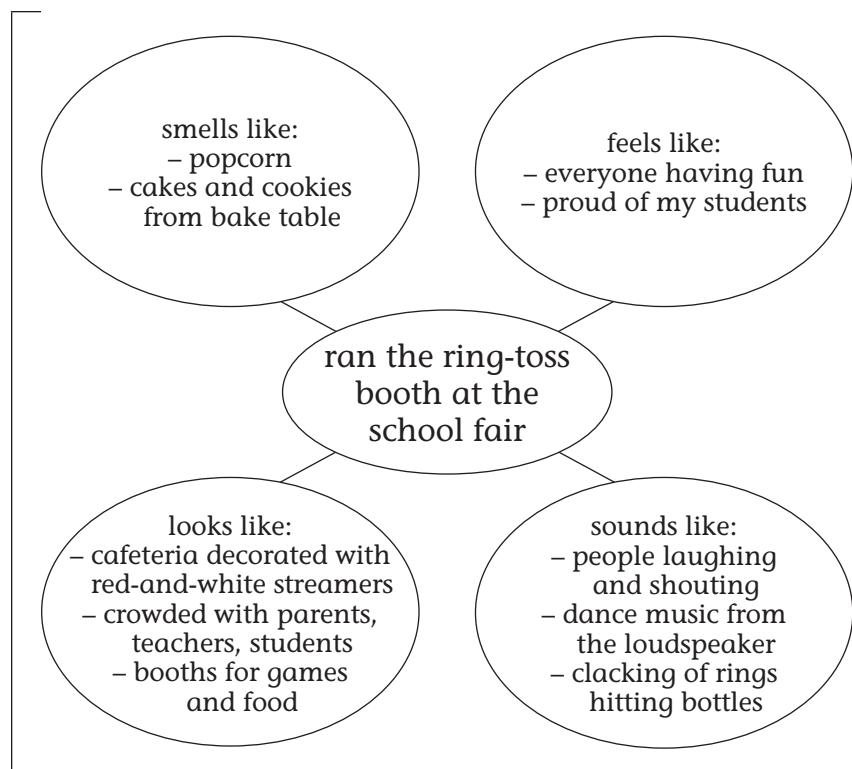 smells like:
– popcorn
– cakes and cookies
from bake table
feels like:
– everyone having fun
– proud of my students
ran the ring-toss
booth at the
school fair
looks like:
– cafeteria decorated with
red-and-white streamers
– crowded with parents,
teachers, students
– booths for games
and food
sounds like:
– people laughing
and shouting
– dance music from
the loudspeaker
– clacking of rings
hitting bottles